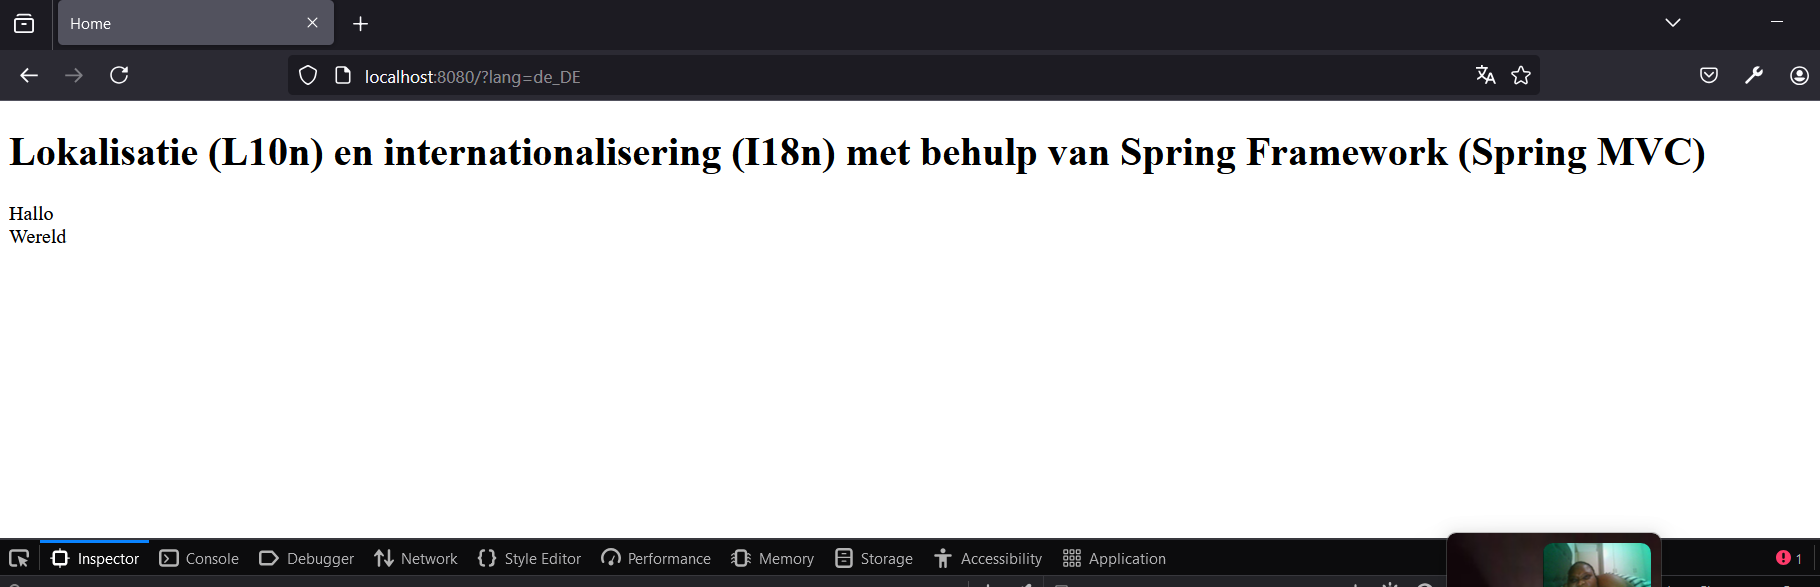 Home
localhost:8080/?lang=de_DE
Lokalisatie (L10n) en internationalisering (I18n) met behulp van Spring Framework (Spring MVC)
Hallo
Wereld
Inspector Console Debugger Network Style Editor Performance Memory Storage Accessibility Application 1